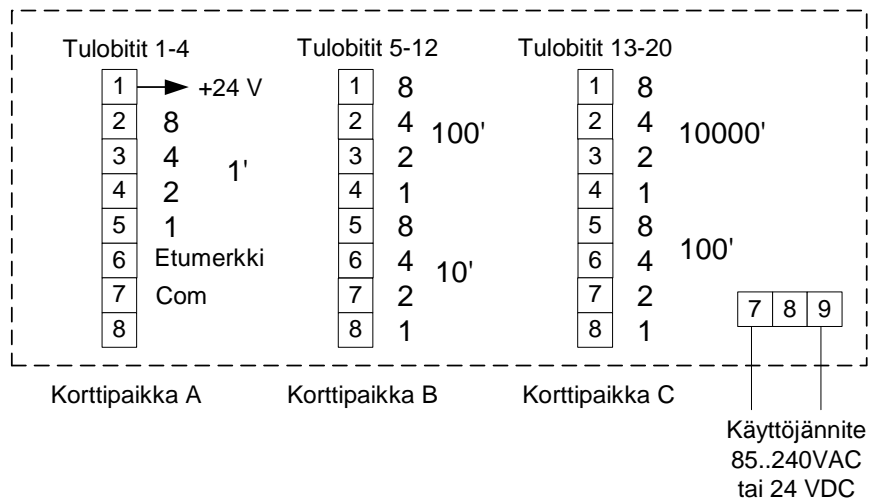 Tulobitit 1-4
1 +24 V
2 8
3 4
4 2
1'
5 1
6 Etumerkki
7 Com
8
Korttipaikka A
Tulobitit 5-12
1 8
2 4
100'
3 2
4 1
5 8
6 4
10'
7 2
8 1
Korttipaikka B
Tulobitit 13-20
1 8
2 4
10000'
3 2
4 1
5 8
6 4
100'
7 2
8 1
Korttipaikka C
7 8 9
Käyttöjännite
85..240VAC
tai 24 VDC